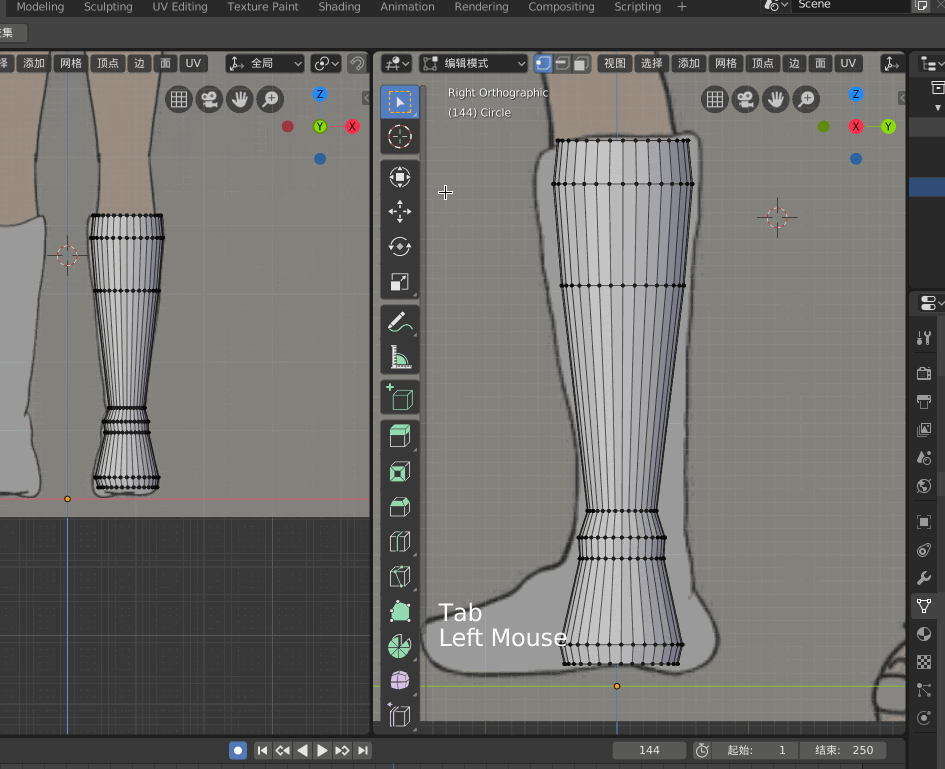 Modeling Sculpting UV Editing Texture Paint Shading Animation Rendering Compositing Scripting + Scene
集
择 添加 网格 顶点 边 面 UV 全局 编辑模式 视图 选择 添加 网格 顶点 边 面 UV
Right Orthographic
(144) Circle
Z Z
Y X X Y
Tab
Left Mouse
144 起始: 1 结束: 250